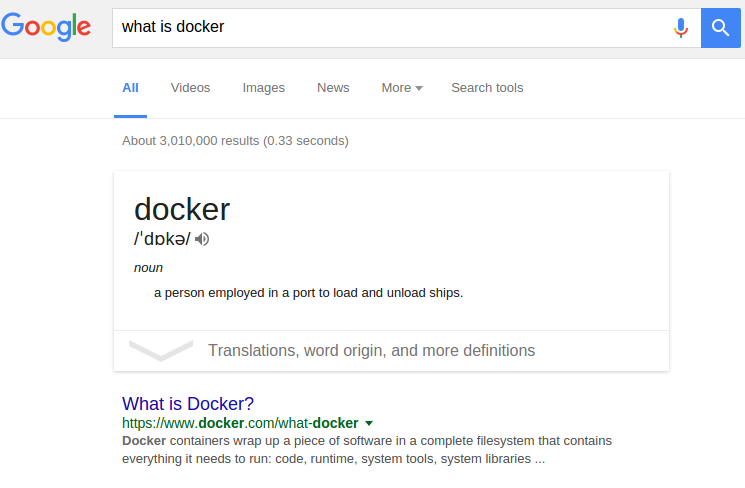 Google what is docker
All Videos Images News More Search tools
About 3,010,000 results (0.33 seconds)
docker
/ˈdɒkə/
noun
a person employed in a port to load and unload ships.
Translations, word origin, and more definitions
What is Docker?
https://www.docker.com/what-docker
Docker containers wrap up a piece of software in a complete filesystem that contains
everything it needs to run: code, runtime, system tools, system libraries ...